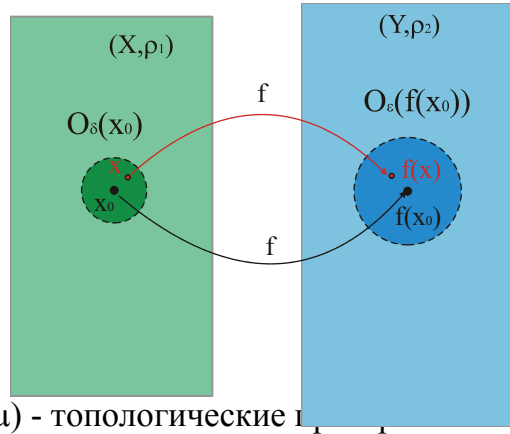 (X,ρ₁)
(Y,ρ₂)
f
Oδ(x₀)
Oε(f(x₀))
x
f(x)
x₀
f(x₀)
f
μ) - топологические